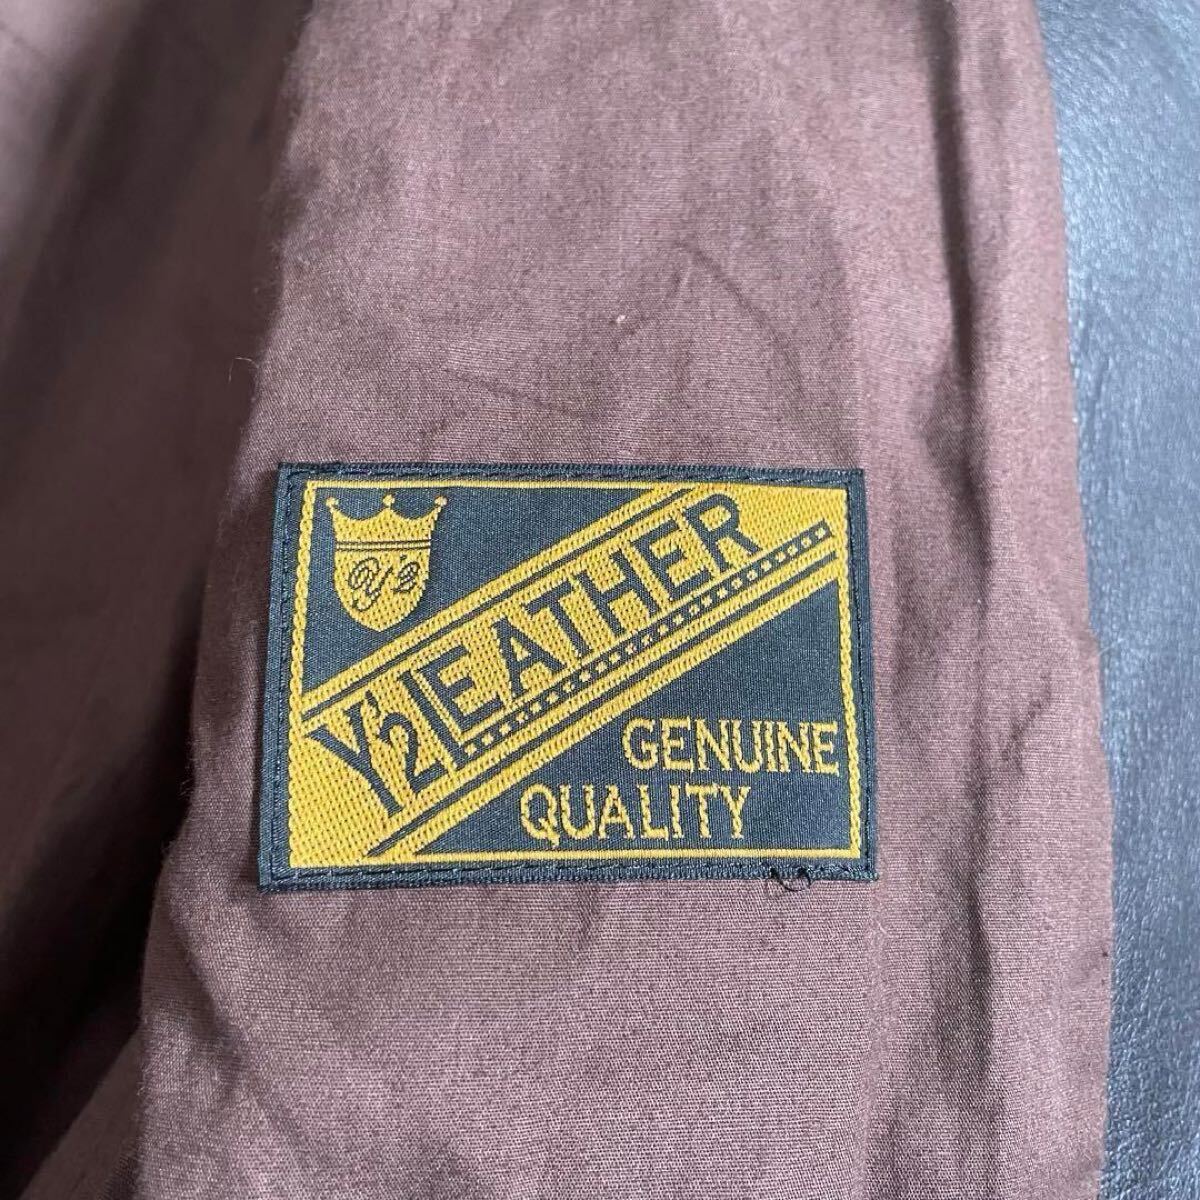 Y'2
Y'2 LEATHER
GENUINE
QUALITY